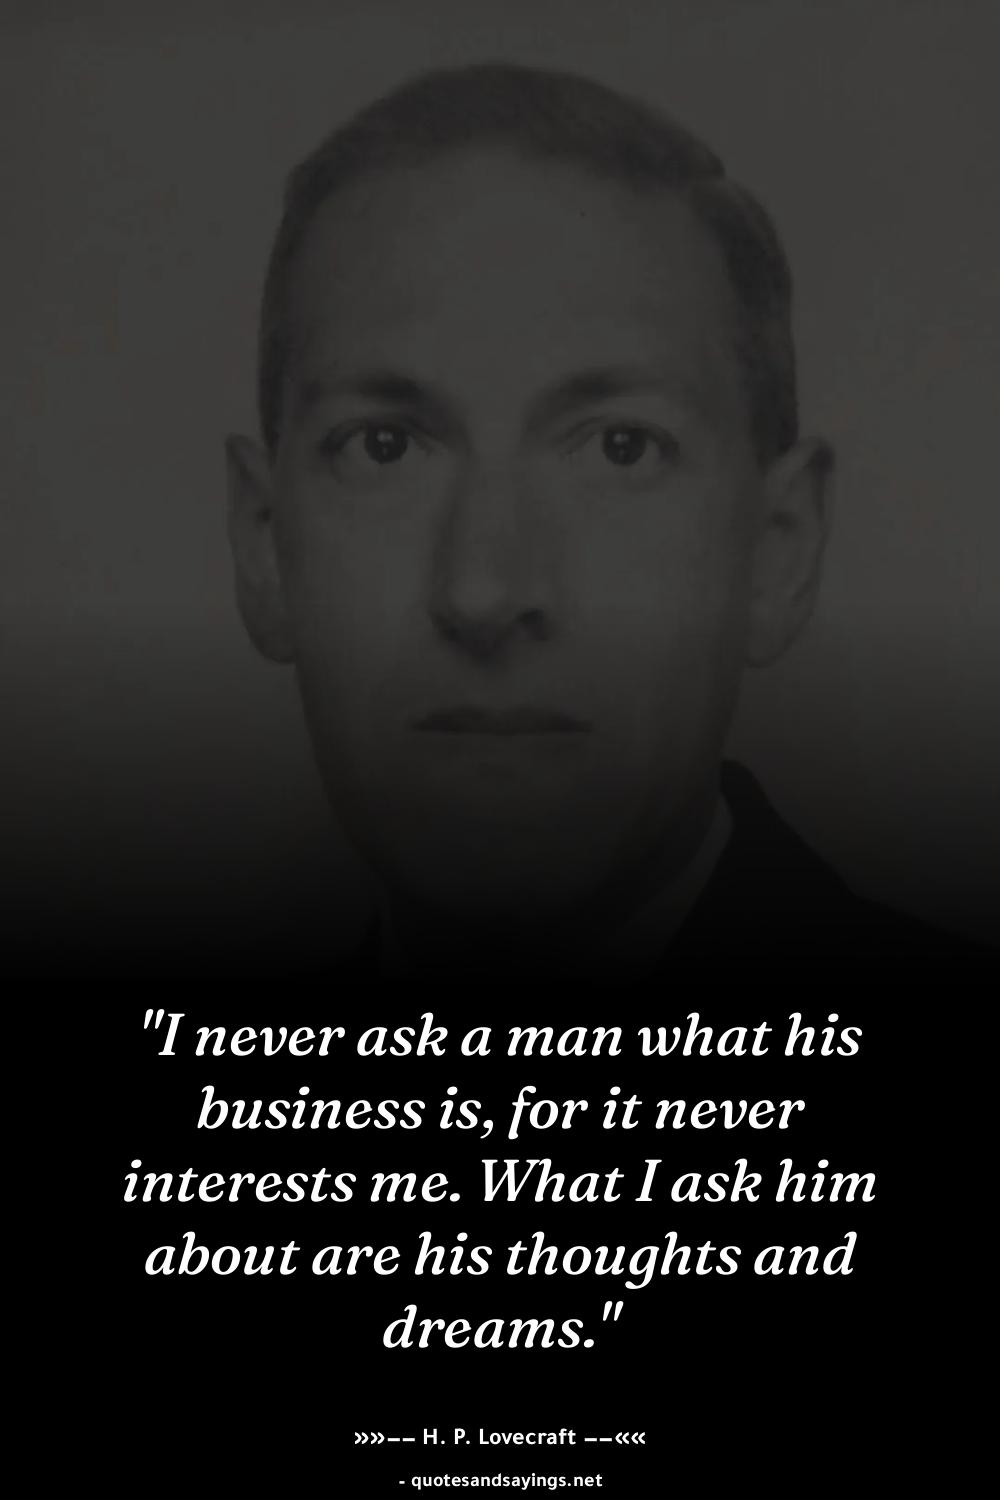 "I never ask a man what his
business is, for it never
interests me. What I ask him
about are his thoughts and
dreams."
»»−− H. P. Lovecraft −−««
- quotesandsayings.net